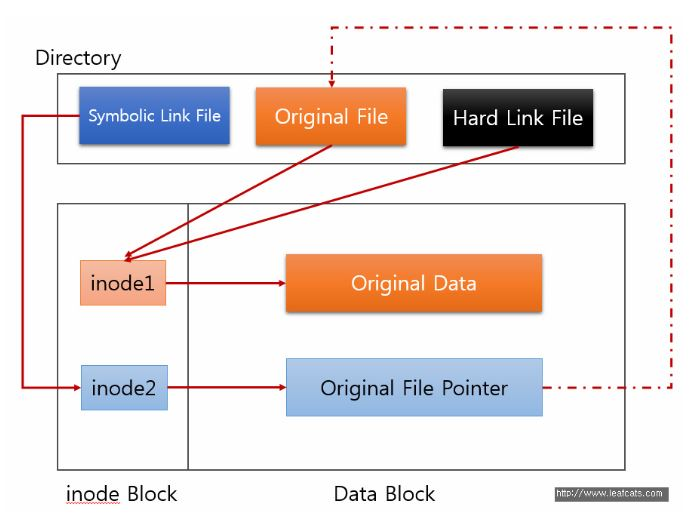 Directory
Symbolic Link File
Original File
Hard Link File
inode1
Original Data
inode2
Original File Pointer
inode Block
Data Block
http://www.leafcats.com